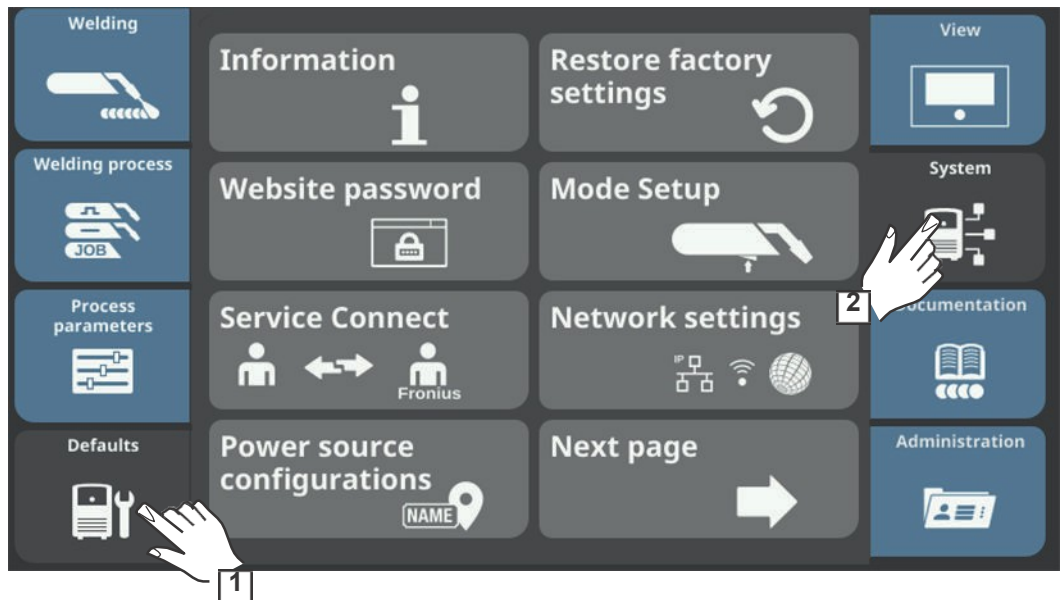 Welding
Welding process
JOB
Process
parameters
Defaults
1
Information
Restore factory
settings
Website password
Mode Setup
Service Connect
Fronius
Network settings
IP
Power source
configurations
NAME
Next page
View
System
2
Documentation
Administration